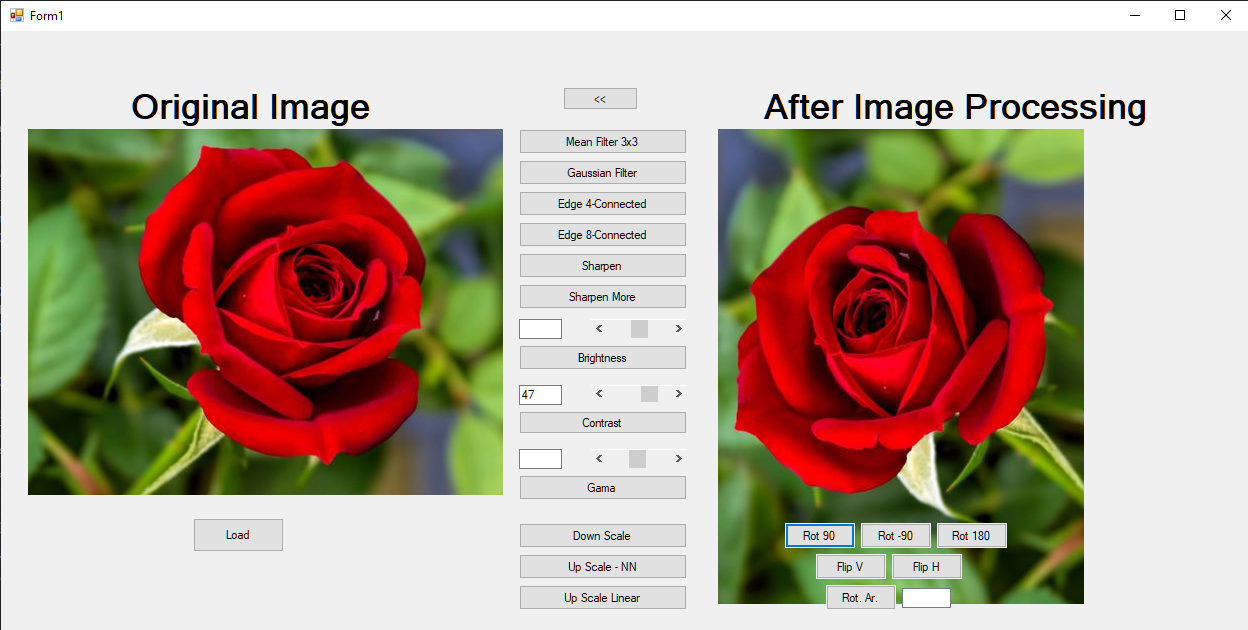 Form1
Original Image
<<
After Image Processing
Mean Filter 3x3
Gaussian Filter
Edge 4-Connected
Edge 8-Connected
Sharpen
Sharpen More
Brightness
47
Contrast
Gama
Load
Down Scale
Up Scale - NN
Up Scale Linear
Rot 90
Rot -90
Rot 180
Flip V
Flip H
Rot. Ar.